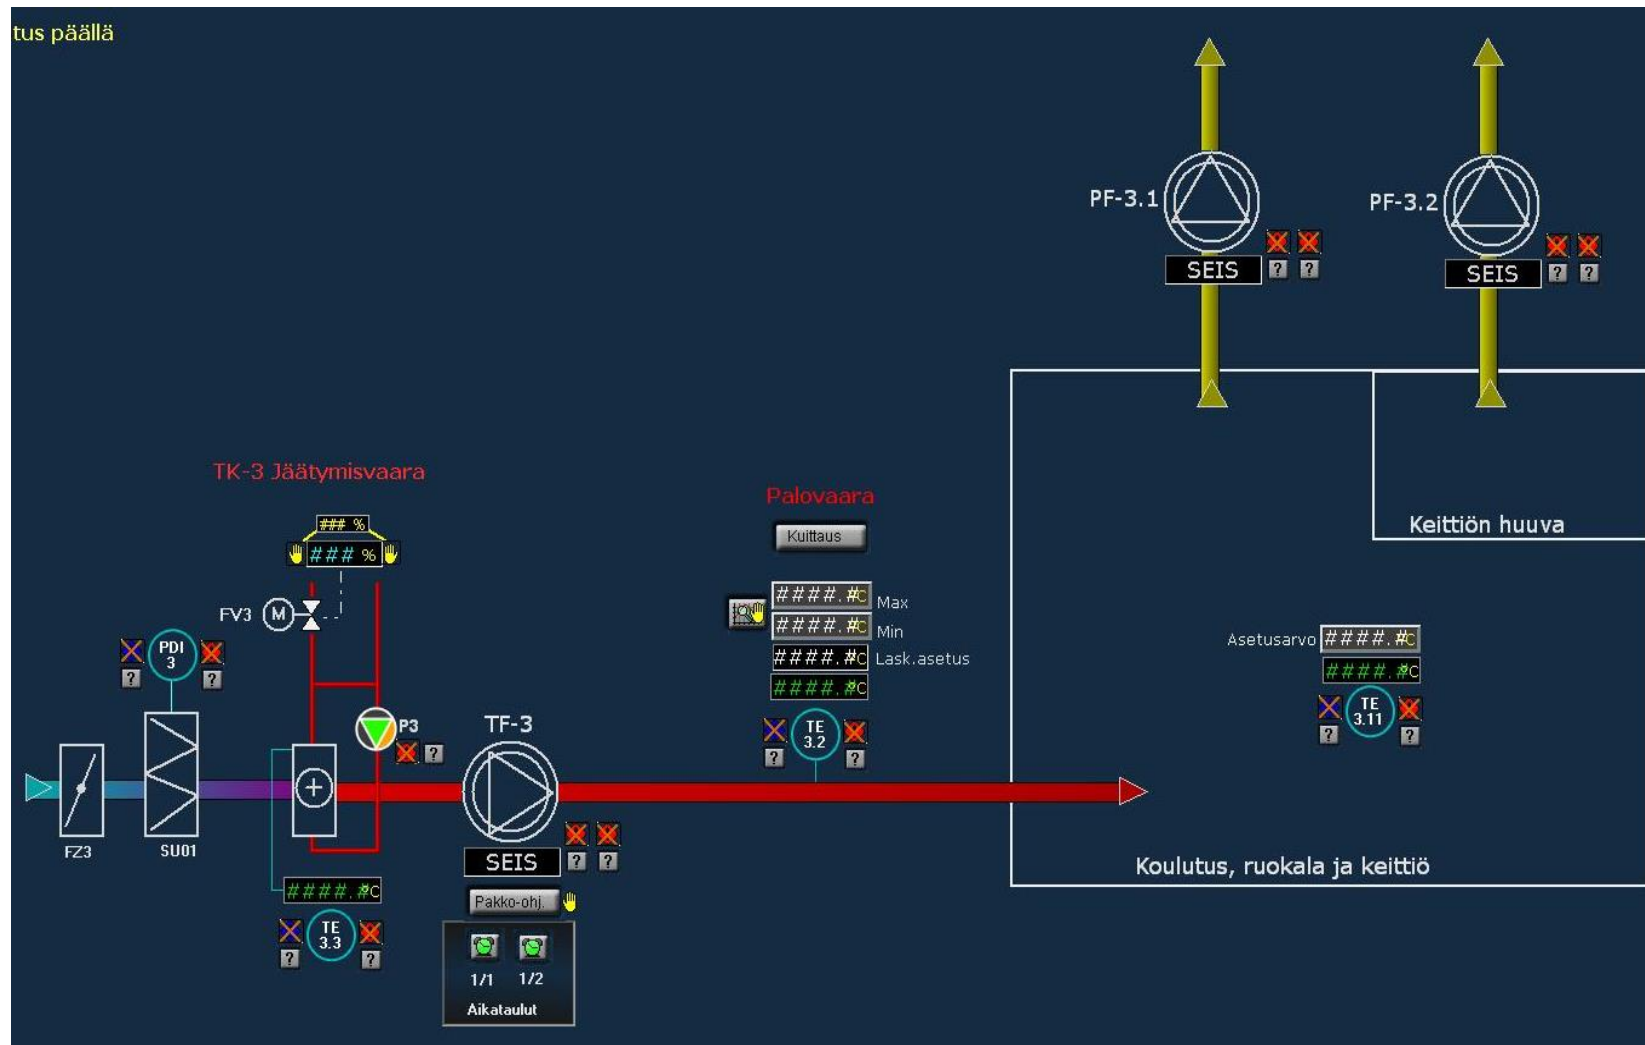 tus päällä
PF-3.1
PF-3.2
SEIS
? ?
SEIS
? ?
TK-3 Jäätymisvaara
Palovaara
### %
### %
Kuittaus
Keittiön huuva
FV3
M
####.#C Max
####.#C Min
####.#C Lask.asetus
####.#°C
Asetusarvo ####.#C
####.#°C
PDI
3
? ?
P3
?
TF-3
TE
3.2
? ?
TE
3.11
? ?
FZ3
SU01
SEIS
? ?
Koulutus, ruokala ja keittiö
####.#°C
TE
3.3
? ?
Pakko-ohj.
1/1
1/2
Aikataulut